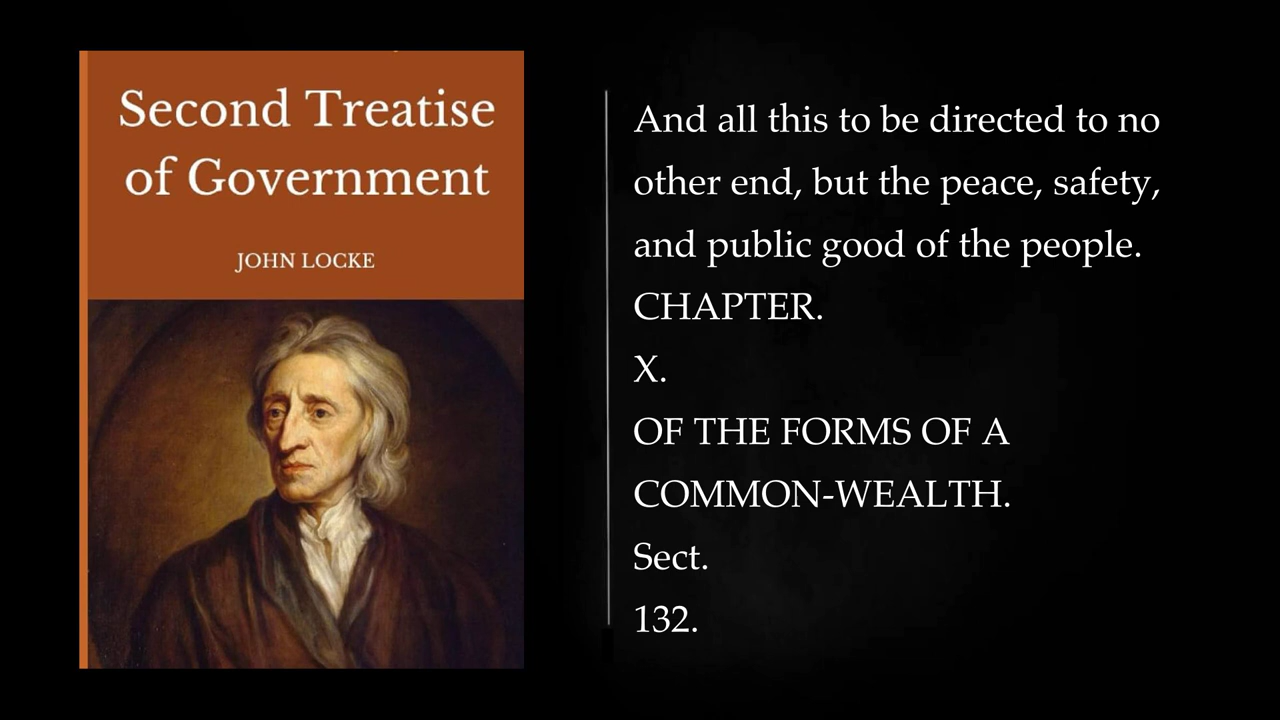 Second Treatise
of Government
JOHN LOCKE
And all this to be directed to no
other end, but the peace, safety,
and public good of the people.
CHAPTER.
X.
OF THE FORMS OF A
COMMON-WEALTH.
Sect.
132.